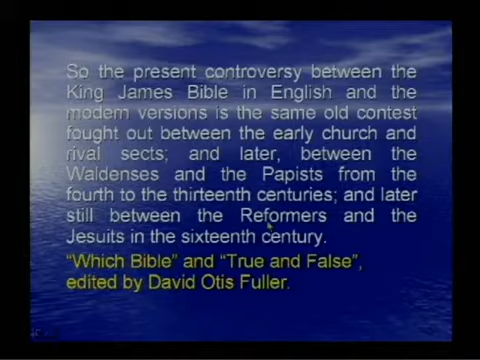 So the present controversy between the
King James Bible in English and the
modern versions is the same old contest
fought out between the early church and
rival sects; and later, between the
Waldenses and the Papists from the
fourth to the thirteenth centuries; and later
still between the Reformers and the
Jesuits in the sixteenth century.
"Which Bible" and "True and False",
edited by David Otis Fuller.